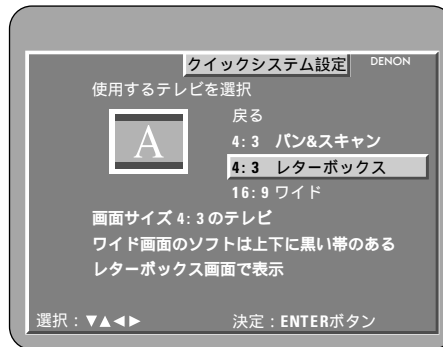 クイックシステム設定 DENON
使用するテレビを選択
A
戻る
4:3 パン&スキャン
4:3 レターボックス
16:9 ワイド
画面サイズ 4:3 のテレビ
ワイド画面のソフトは上下に黒い帯のある
レターボックス画面で表示
選択：▼▲◀▶ 決定：ENTERボタン